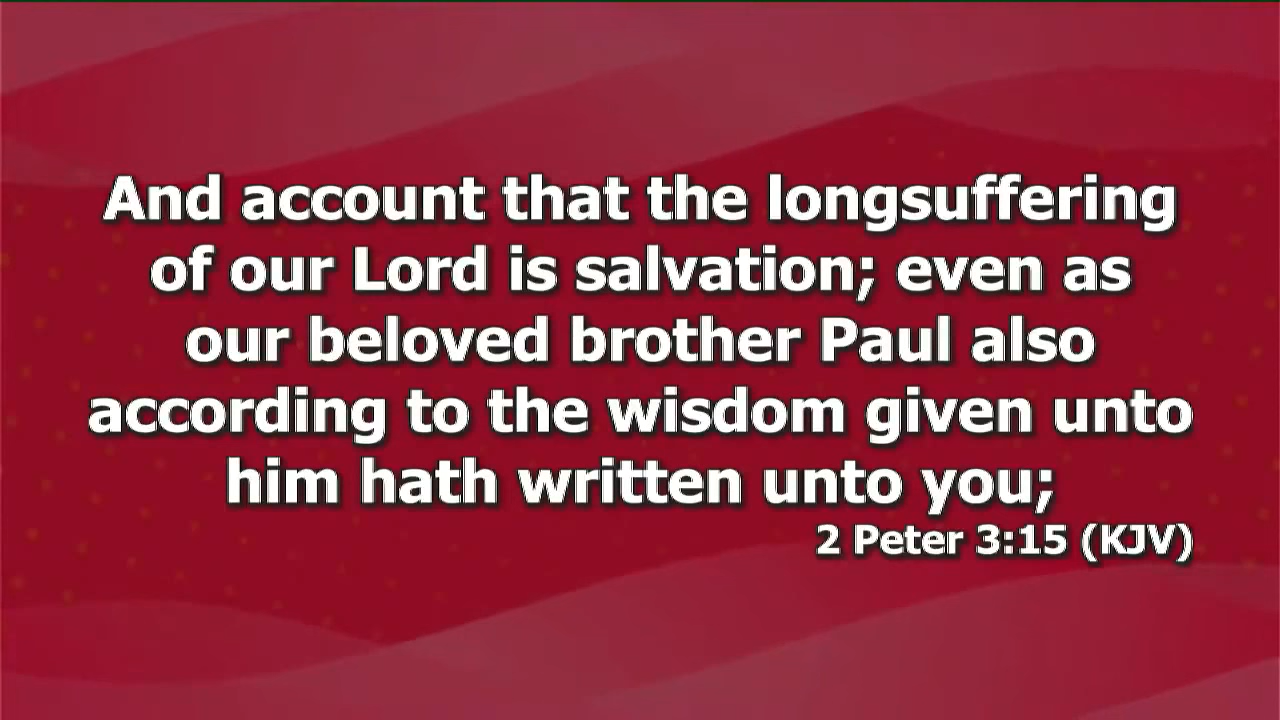 And account that the longsuffering
of our Lord is salvation; even as
our beloved brother Paul also
according to the wisdom given unto
him hath written unto you;
2 Peter 3:15 (KJV)